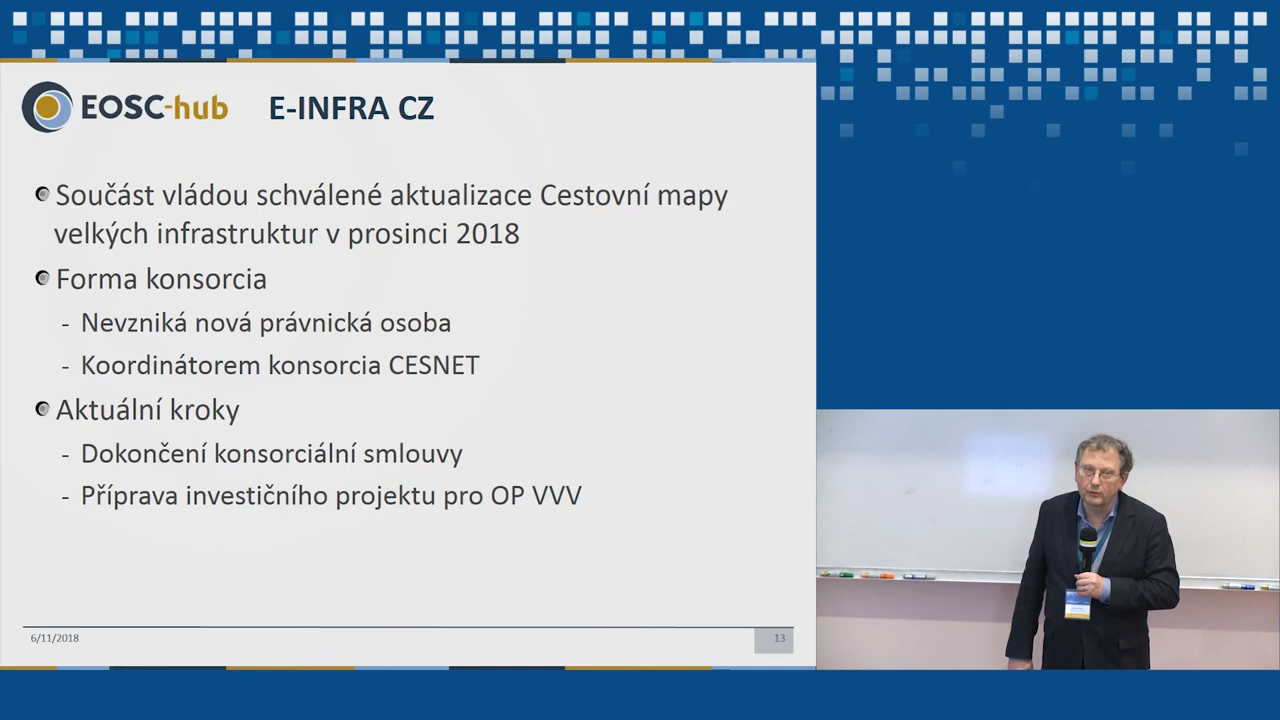 EOSC-hub
E-INFRA CZ
Součást vládou schválené aktualizace Cestovní mapy
velkých infrastruktur v prosinci 2018
Forma konsorcia
- Nevzniká nová právnická osoba
- Koordinátorem konsorcia CESNET
Aktuální kroky
- Dokončení konsorciální smlouvy
- Příprava investičního projektu pro OP VVV
6/11/2018
13